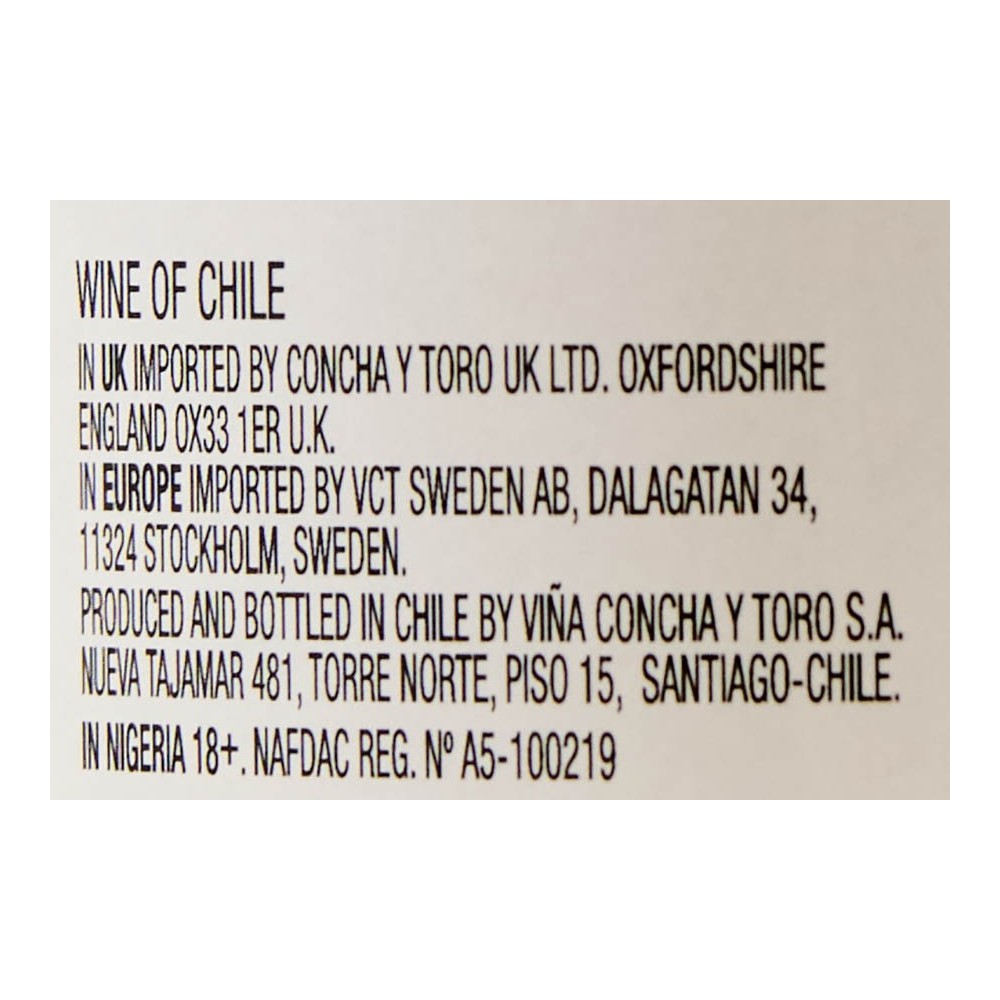 WINE OF CHILE
IN UK IMPORTED BY CONCHA Y TORO UK LTD. OXFORDSHIRE
ENGLAND OX33 1ER U.K.
IN EUROPE IMPORTED BY VCT SWEDEN AB, DALAGATAN 34,
11324 STOCKHOLM, SWEDEN.
PRODUCED AND BOTTLED IN CHILE BY VIÑA CONCHA Y TORO S.A.
NUEVA TAJAMAR 481, TORRE NORTE, PISO 15, SANTIAGO-CHILE.
IN NIGERIA 18+. NAFDAC REG. Nº A5-100219